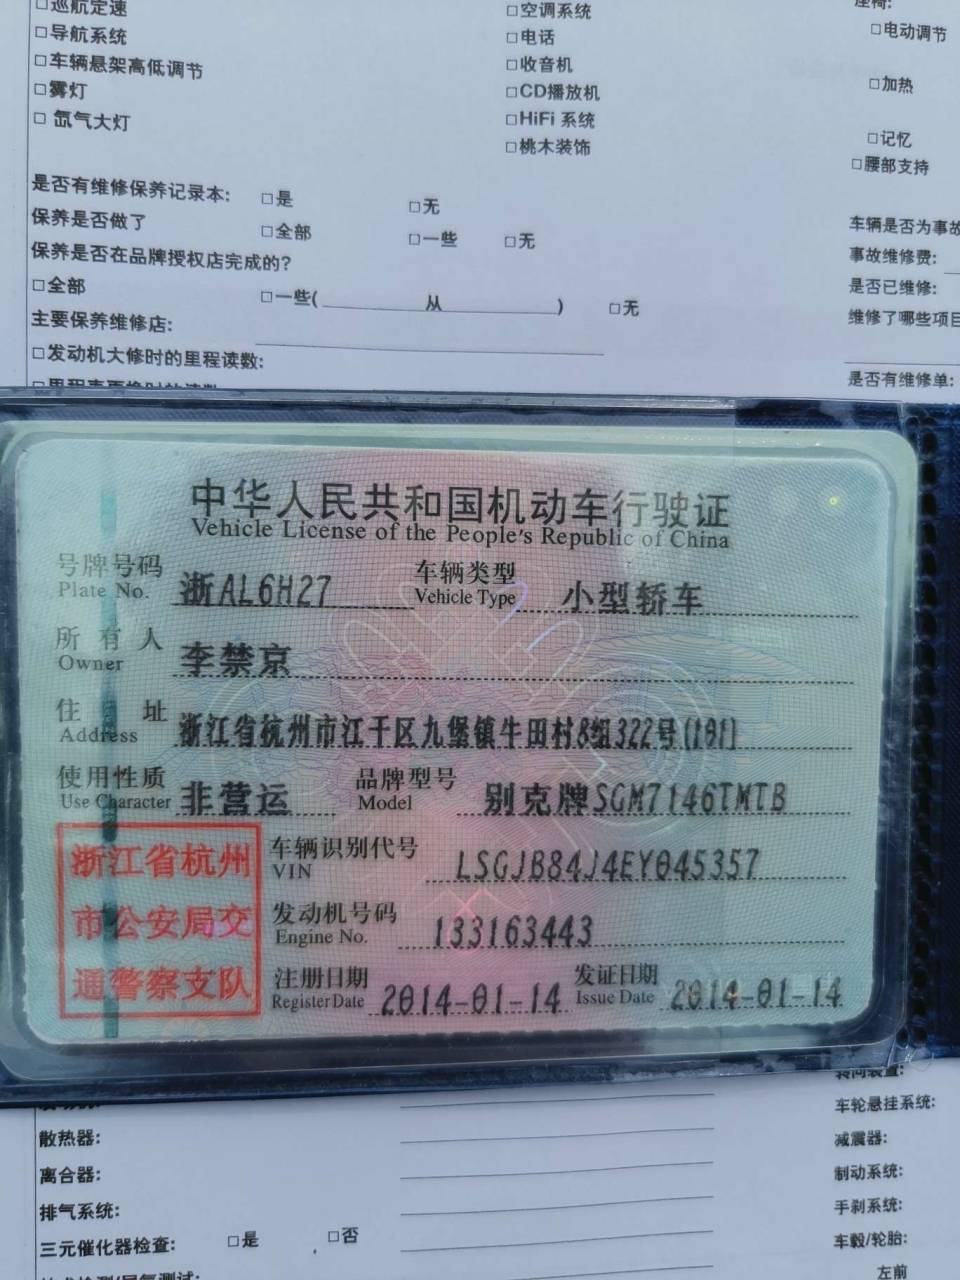 □巡航定速
□空调系统
座椅:
□导航系统
□电话
□电动调节
□车辆悬架高低调节
□收音机
□雾灯
□CD播放机
□加热
□ 氙气大灯
□HiFi 系统
□记忆
□桃木装饰
□腰部支持
是否有维修保养记录本: □是 □无
保养是否做了 □全部 □一些 □无
车辆是否为事故
保养是否在品牌授权店完成的?
事故维修费:
□全部 □一些( 从 ) □无
是否已维修:
主要保养维修店:
维修了哪些项目
□发动机大修时的里程读数:
是否有维修单:
中华人民共和国机动车行驶证
Vehicle License of the People's Republic of China
号牌号码 浙AL6H27 车辆类型 小型轿车
Plate No. Vehicle Type
所有人 李禁京
Owner
住址 浙江省杭州市江干区九堡镇牛田村8组322号(101)
Address
使用性质 非营运 品牌型号 别克牌SGM7146TMTB
Use Character Model
浙江省杭州
市公安局交
通警察支队
车辆识别代号 LSGJB84J4EY045357
VIN
发动机号码 133163443
Engine No.
注册日期 2014-01-14 发证日期 2014-01-14
Register Date Issue Date
转向装置:
车轮悬挂系统:
散热器:
减震器:
离合器:
制动系统:
排气系统:
手刹系统:
三元催化器检查: □是 □否
车毂/轮胎:
左前